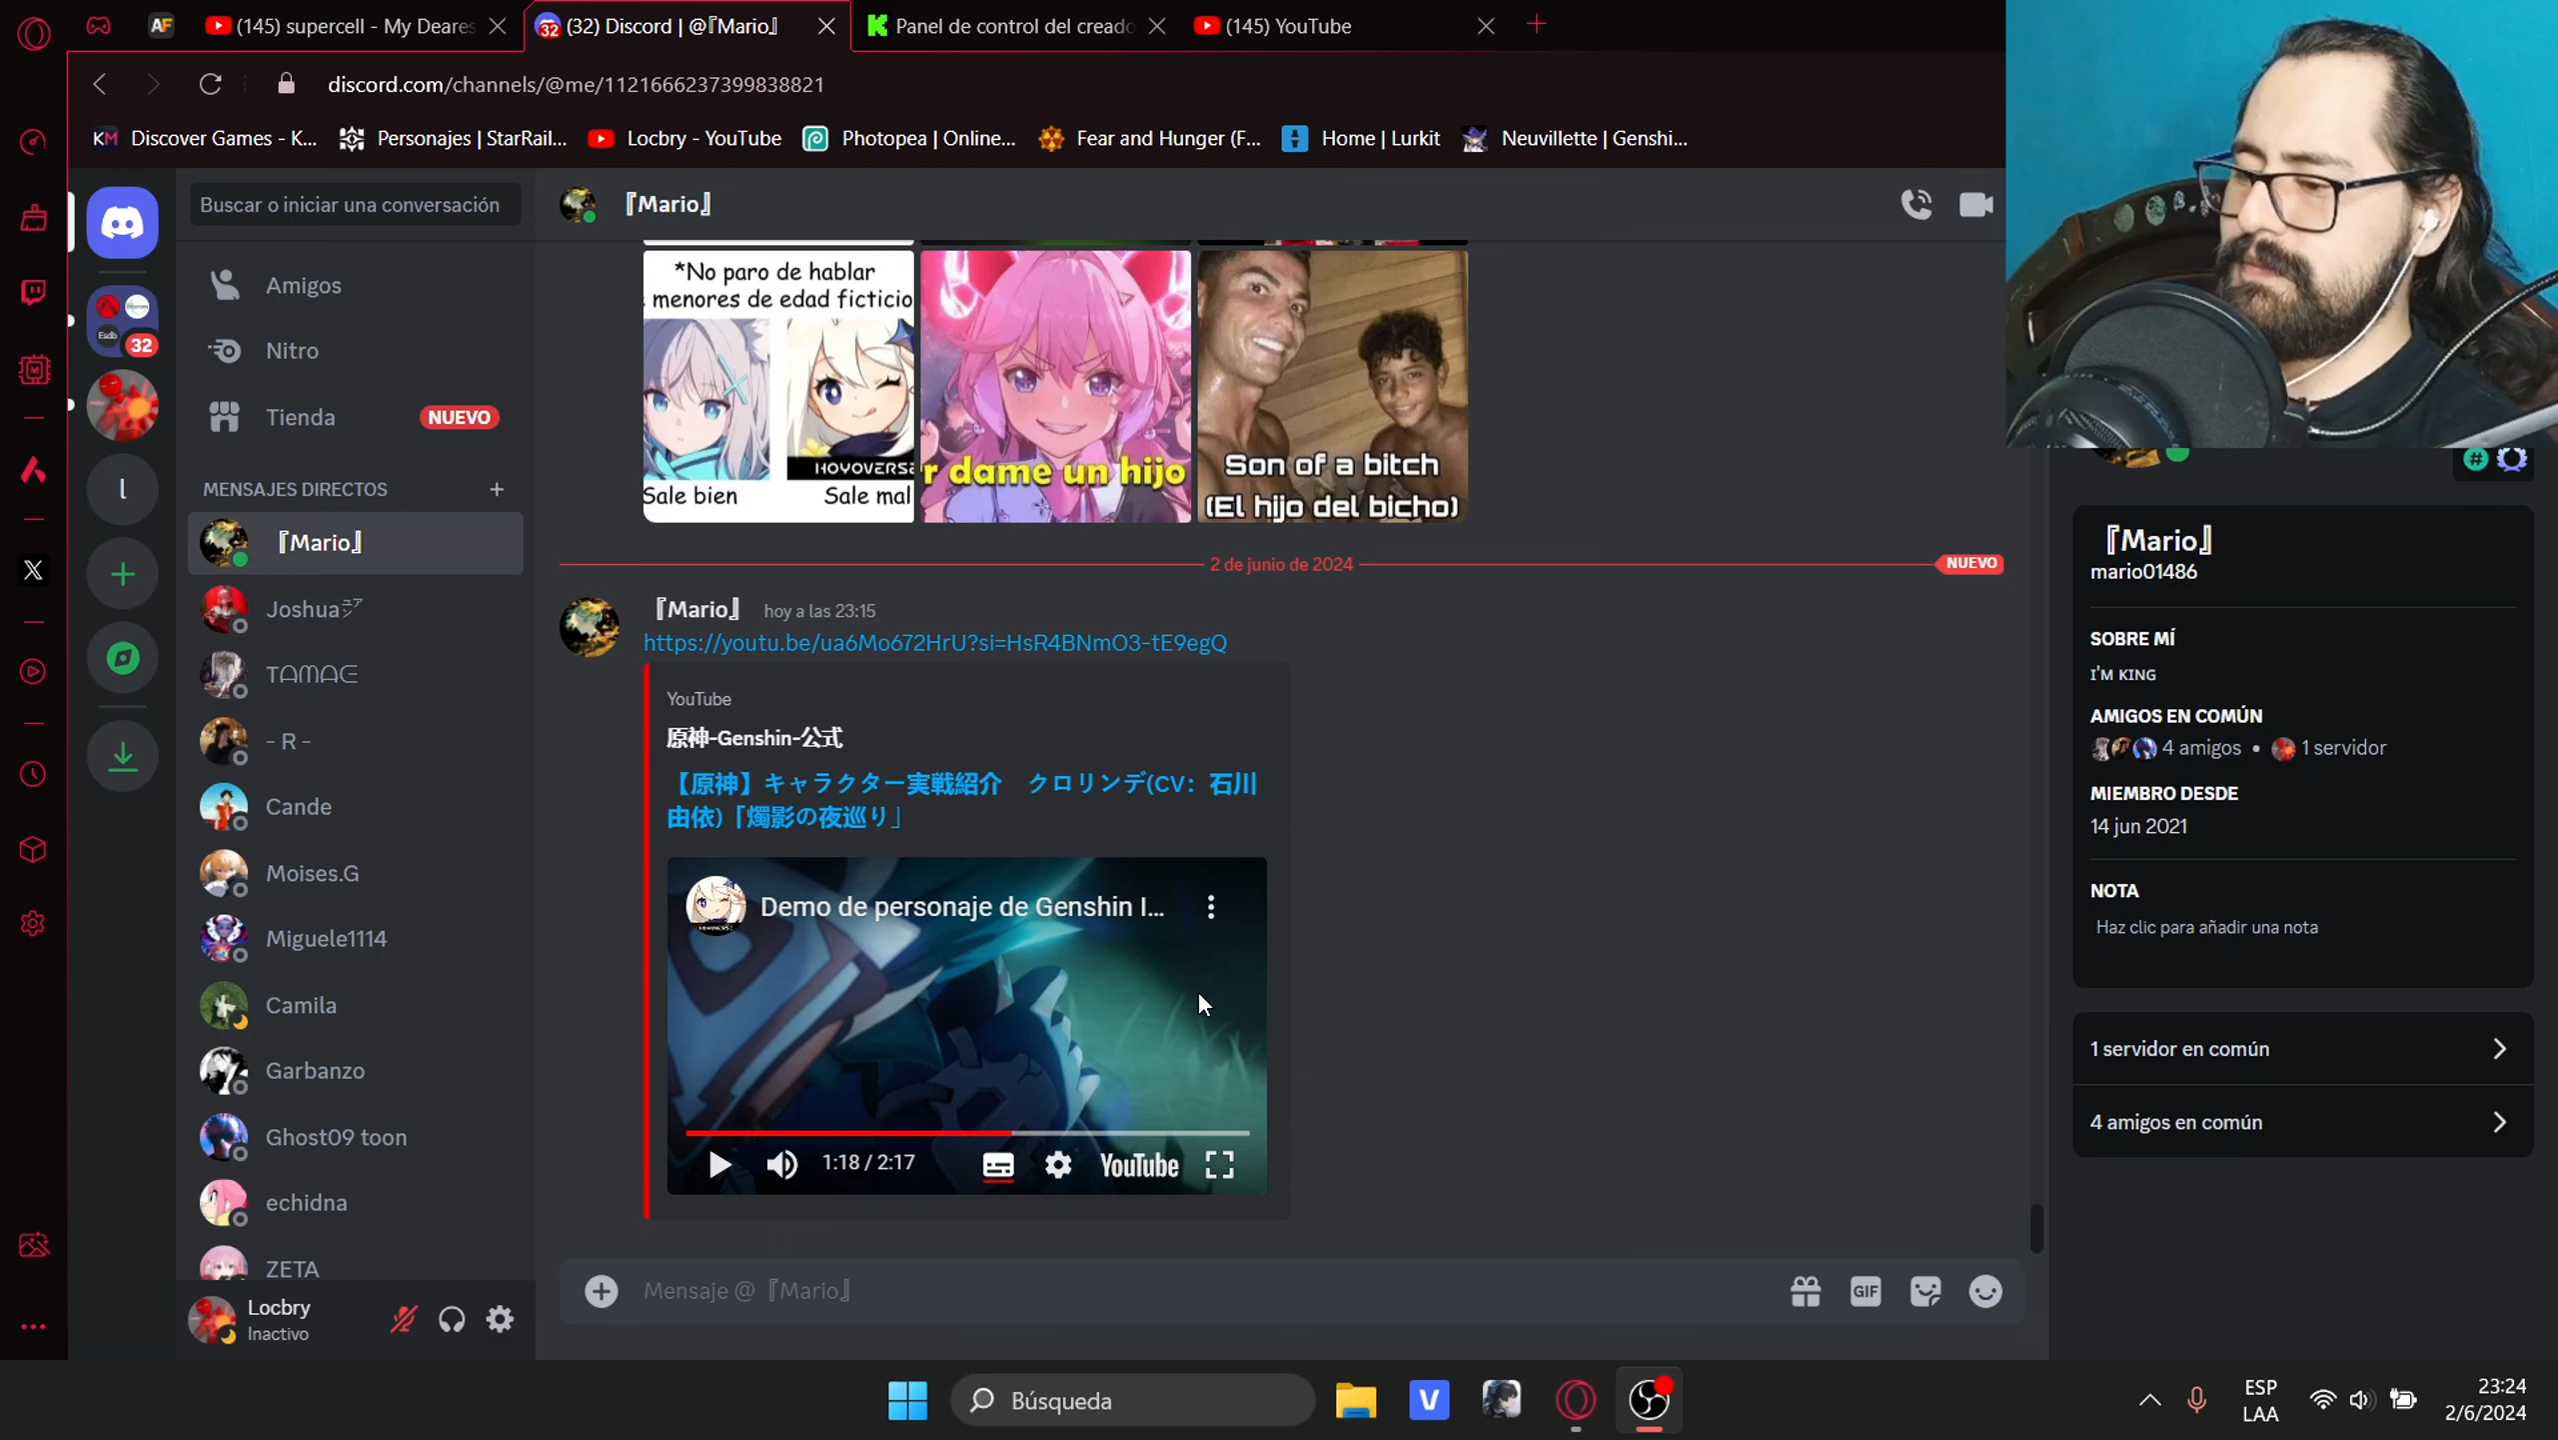 (145) supercell - My Deares
(32) Discord | @『Mario』
Panel de control del creado
(145) YouTube
discord.com/channels/@me/1121666237399838821
Discover Games - K...
Personajes | StarRail...
Locbry - YouTube
Photopea | Online...
Fear and Hunger (F...
Home | Lurkit
Neuvillette | Genshi...
Buscar o iniciar una conversación
『Mario』
Amigos
32
Nitro
Tienda
NUEVO
MENSAJES DIRECTOS
『Mario』
Joshua
TᗩᗰᗩE
- R -
Cande
Moises.G
Miguele1114
Camila
Garbanzo
Ghost09 toon
echidna
ZETA
Locbry
Inactivo
*No paro de hablar
menores de edad ficticio
HOYOVERSE
Sale bien
Sale mal
r dame un hijo
Son of a bitch
(El hijo del bicho)
2 de junio de 2024
NUEVO
『Mario』 hoy a las 23:15
https://youtu.be/ua6Mo672HrU?si=HsR4BNmO3-tE9egQ
YouTube
原神-Genshin-公式
【原神】キャラクター実戦紹介　クロリンデ(CV：石川
由依)「燭影の夜巡り」
Demo de personaje de Genshin I...
1:18 / 2:17
YouTube
Mensaje @『Mario』
GIF
『Mario』
mario01486
SOBRE MÍ
I'M KING
AMIGOS EN COMÚN
4 amigos • 1 servidor
MIEMBRO DESDE
14 jun 2021
NOTA
Haz clic para añadir una nota
1 servidor en común
4 amigos en común
Búsqueda
ESP
LAA
23:24
2/6/2024